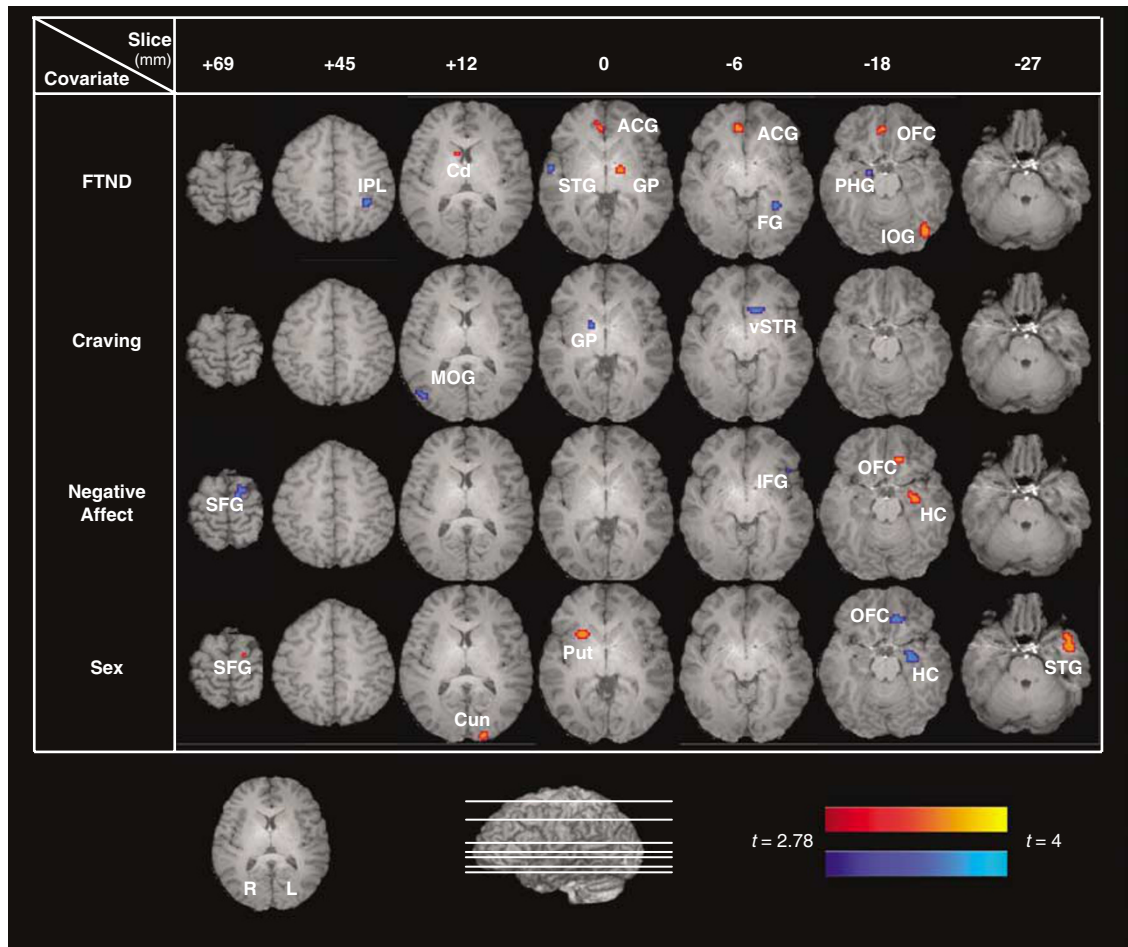 Slice
(mm)
Covariate
+69 +45 +12 0 -6 -18 -27
FTND
IPL
Cd
ACG
STG GP
ACG
FG
OFC
PHG
IOG
Craving
MOG
GP
vSTR
Negative
Affect
SFG
IFG
OFC
HC
Sex
SFG
Cun
Put
OFC
HC
STG
R L
t = 2.78 t = 4